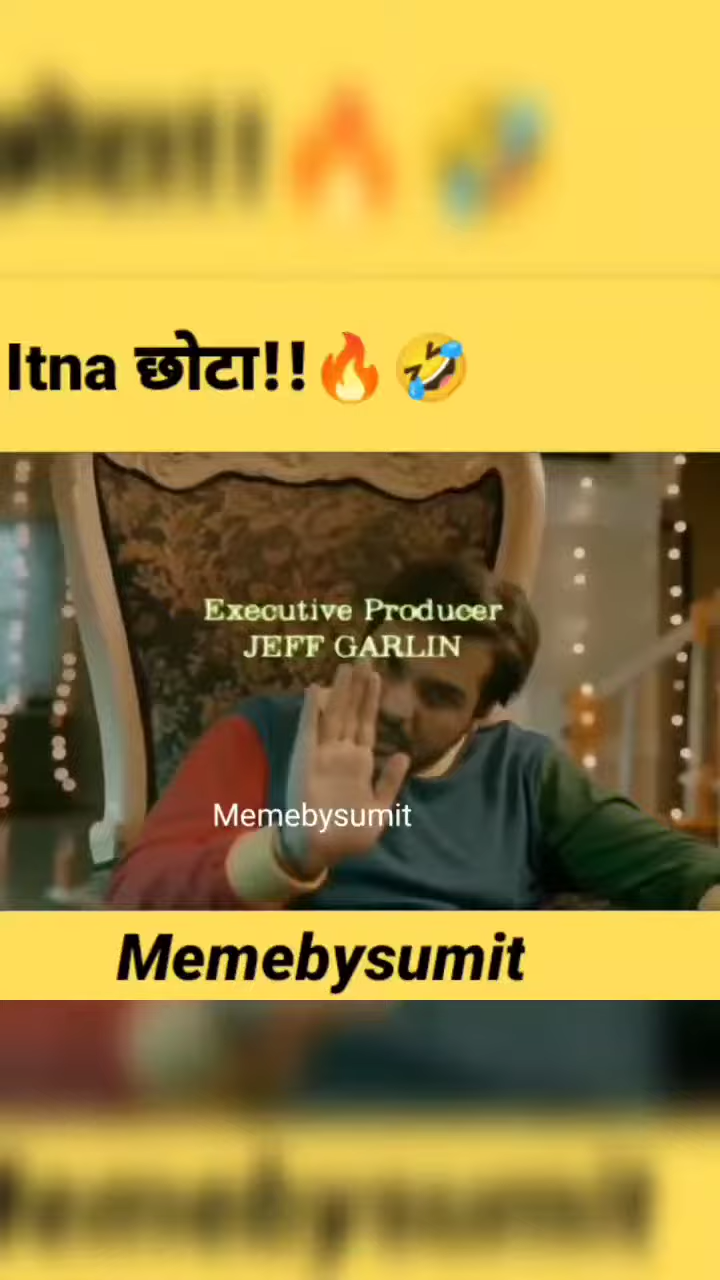 Itna छोटा!!🔥🤣
Executive Producer
JEFF GARLIN
Memebysumit
Memebysumit